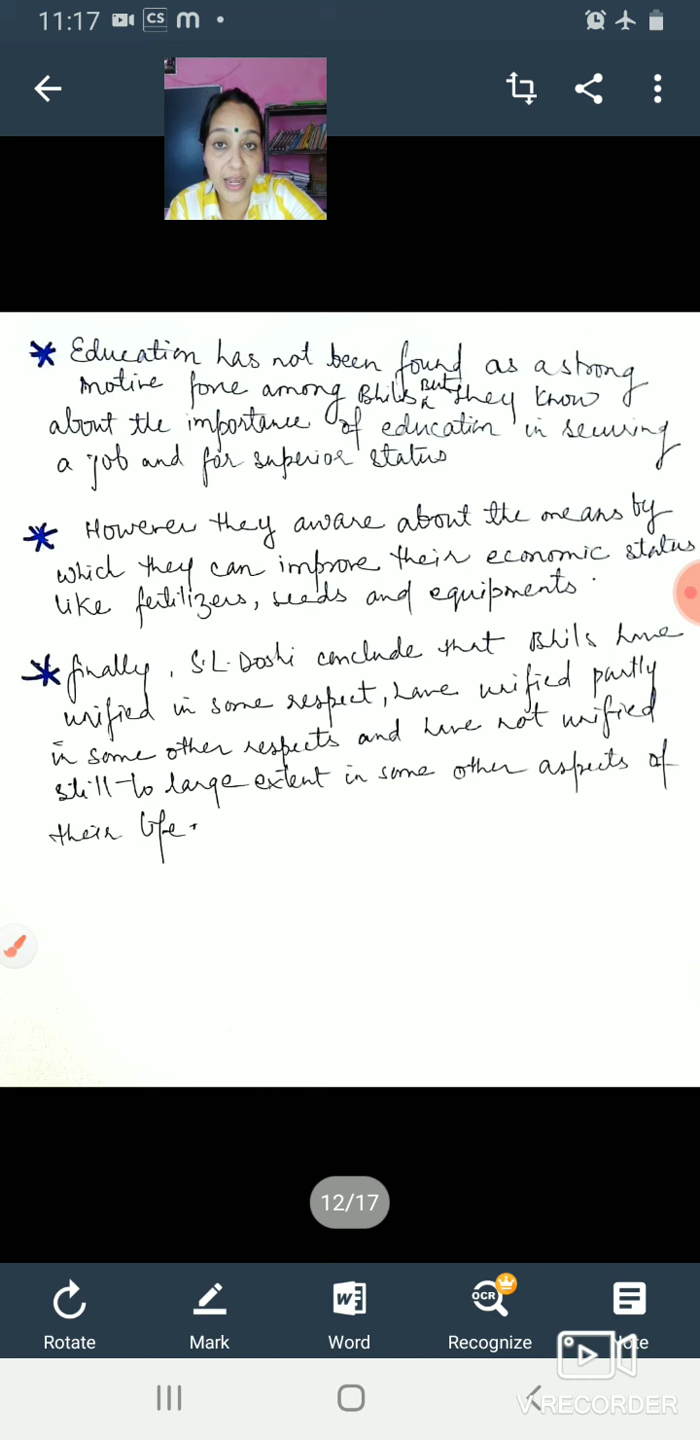 11:17 CS m
* Education has not been found as a strong
motive force among Bhils But they know
about the importance of education in securing
a job and for superior status
* However they aware about the means by
which they can improve their economic status
like fertilizers, seeds and equipments.
* finally, S.L. Doshi conclude that Bhils have
unified in some respect, have unified partly
in some other respects and have not unified
still to large extent in some other aspects of
their life.
12/17
W OCR
Rotate Mark Word Recognize Note
V RECORDER